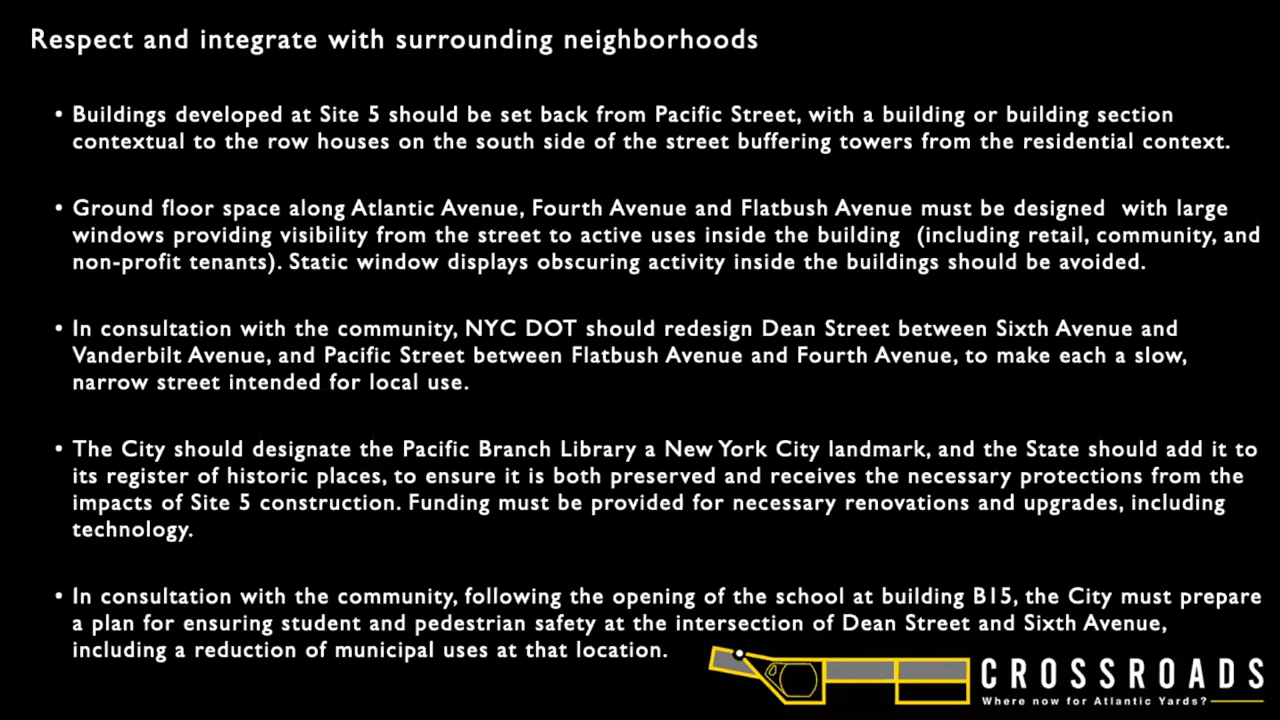 Respect and integrate with surrounding neighborhoods
• Buildings developed at Site 5 should be set back from Pacific Street, with a building or building section
contextual to the row houses on the south side of the street buffering towers from the residential context.
• Ground floor space along Atlantic Avenue, Fourth Avenue and Flatbush Avenue must be designed with large
windows providing visibility from the street to active uses inside the building (including retail, community, and
non-profit tenants). Static window displays obscuring activity inside the buildings should be avoided.
• In consultation with the community, NYC DOT should redesign Dean Street between Sixth Avenue and
Vanderbilt Avenue, and Pacific Street between Flatbush Avenue and Fourth Avenue, to make each a slow,
narrow street intended for local use.
• The City should designate the Pacific Branch Library a New York City landmark, and the State should add it to
its register of historic places, to ensure it is both preserved and receives the necessary protections from the
impacts of Site 5 construction. Funding must be provided for necessary renovations and upgrades, including
technology.
• In consultation with the community, following the opening of the school at building B15, the City must prepare
a plan for ensuring student and pedestrian safety at the intersection of Dean Street and Sixth Avenue,
including a reduction of municipal uses at that location.
CROSSROADS
Where now for Atlantic Yards?